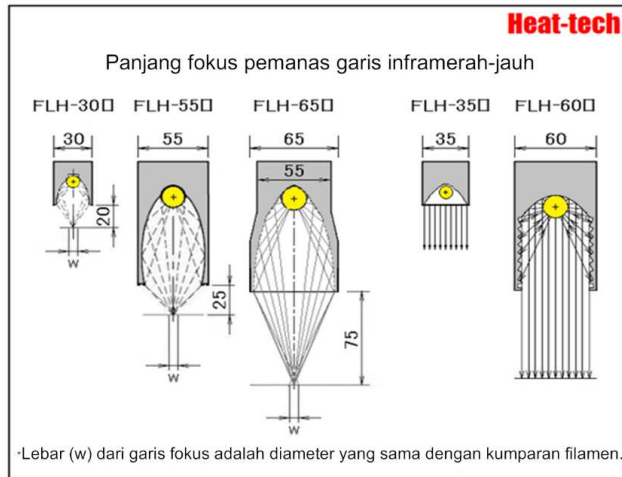 Heat-tech
Panjang fokus pemanas garis inframerah-jauh
FLH-30□ FLH-55□ FLH-65□ FLH-35□ FLH-60□
30 55 65 35 60
55
20
25
75
w
w
w
*Lebar (w) dari garis fokus adalah diameter yang sama dengan kumparan filamen.